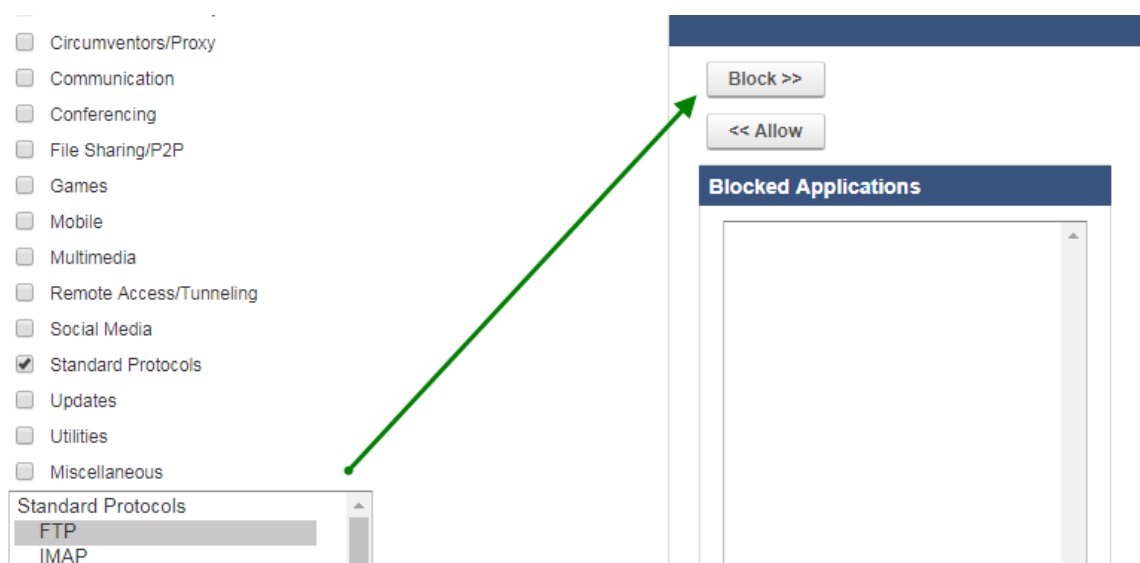 Circumventors/Proxy
Communication
Conferencing
File Sharing/P2P
Games
Mobile
Multimedia
Remote Access/Tunneling
Social Media
Standard Protocols
Updates
Utilities
Miscellaneous
Standard Protocols
FTP
IMAP
Block >>
<< Allow
Blocked Applications